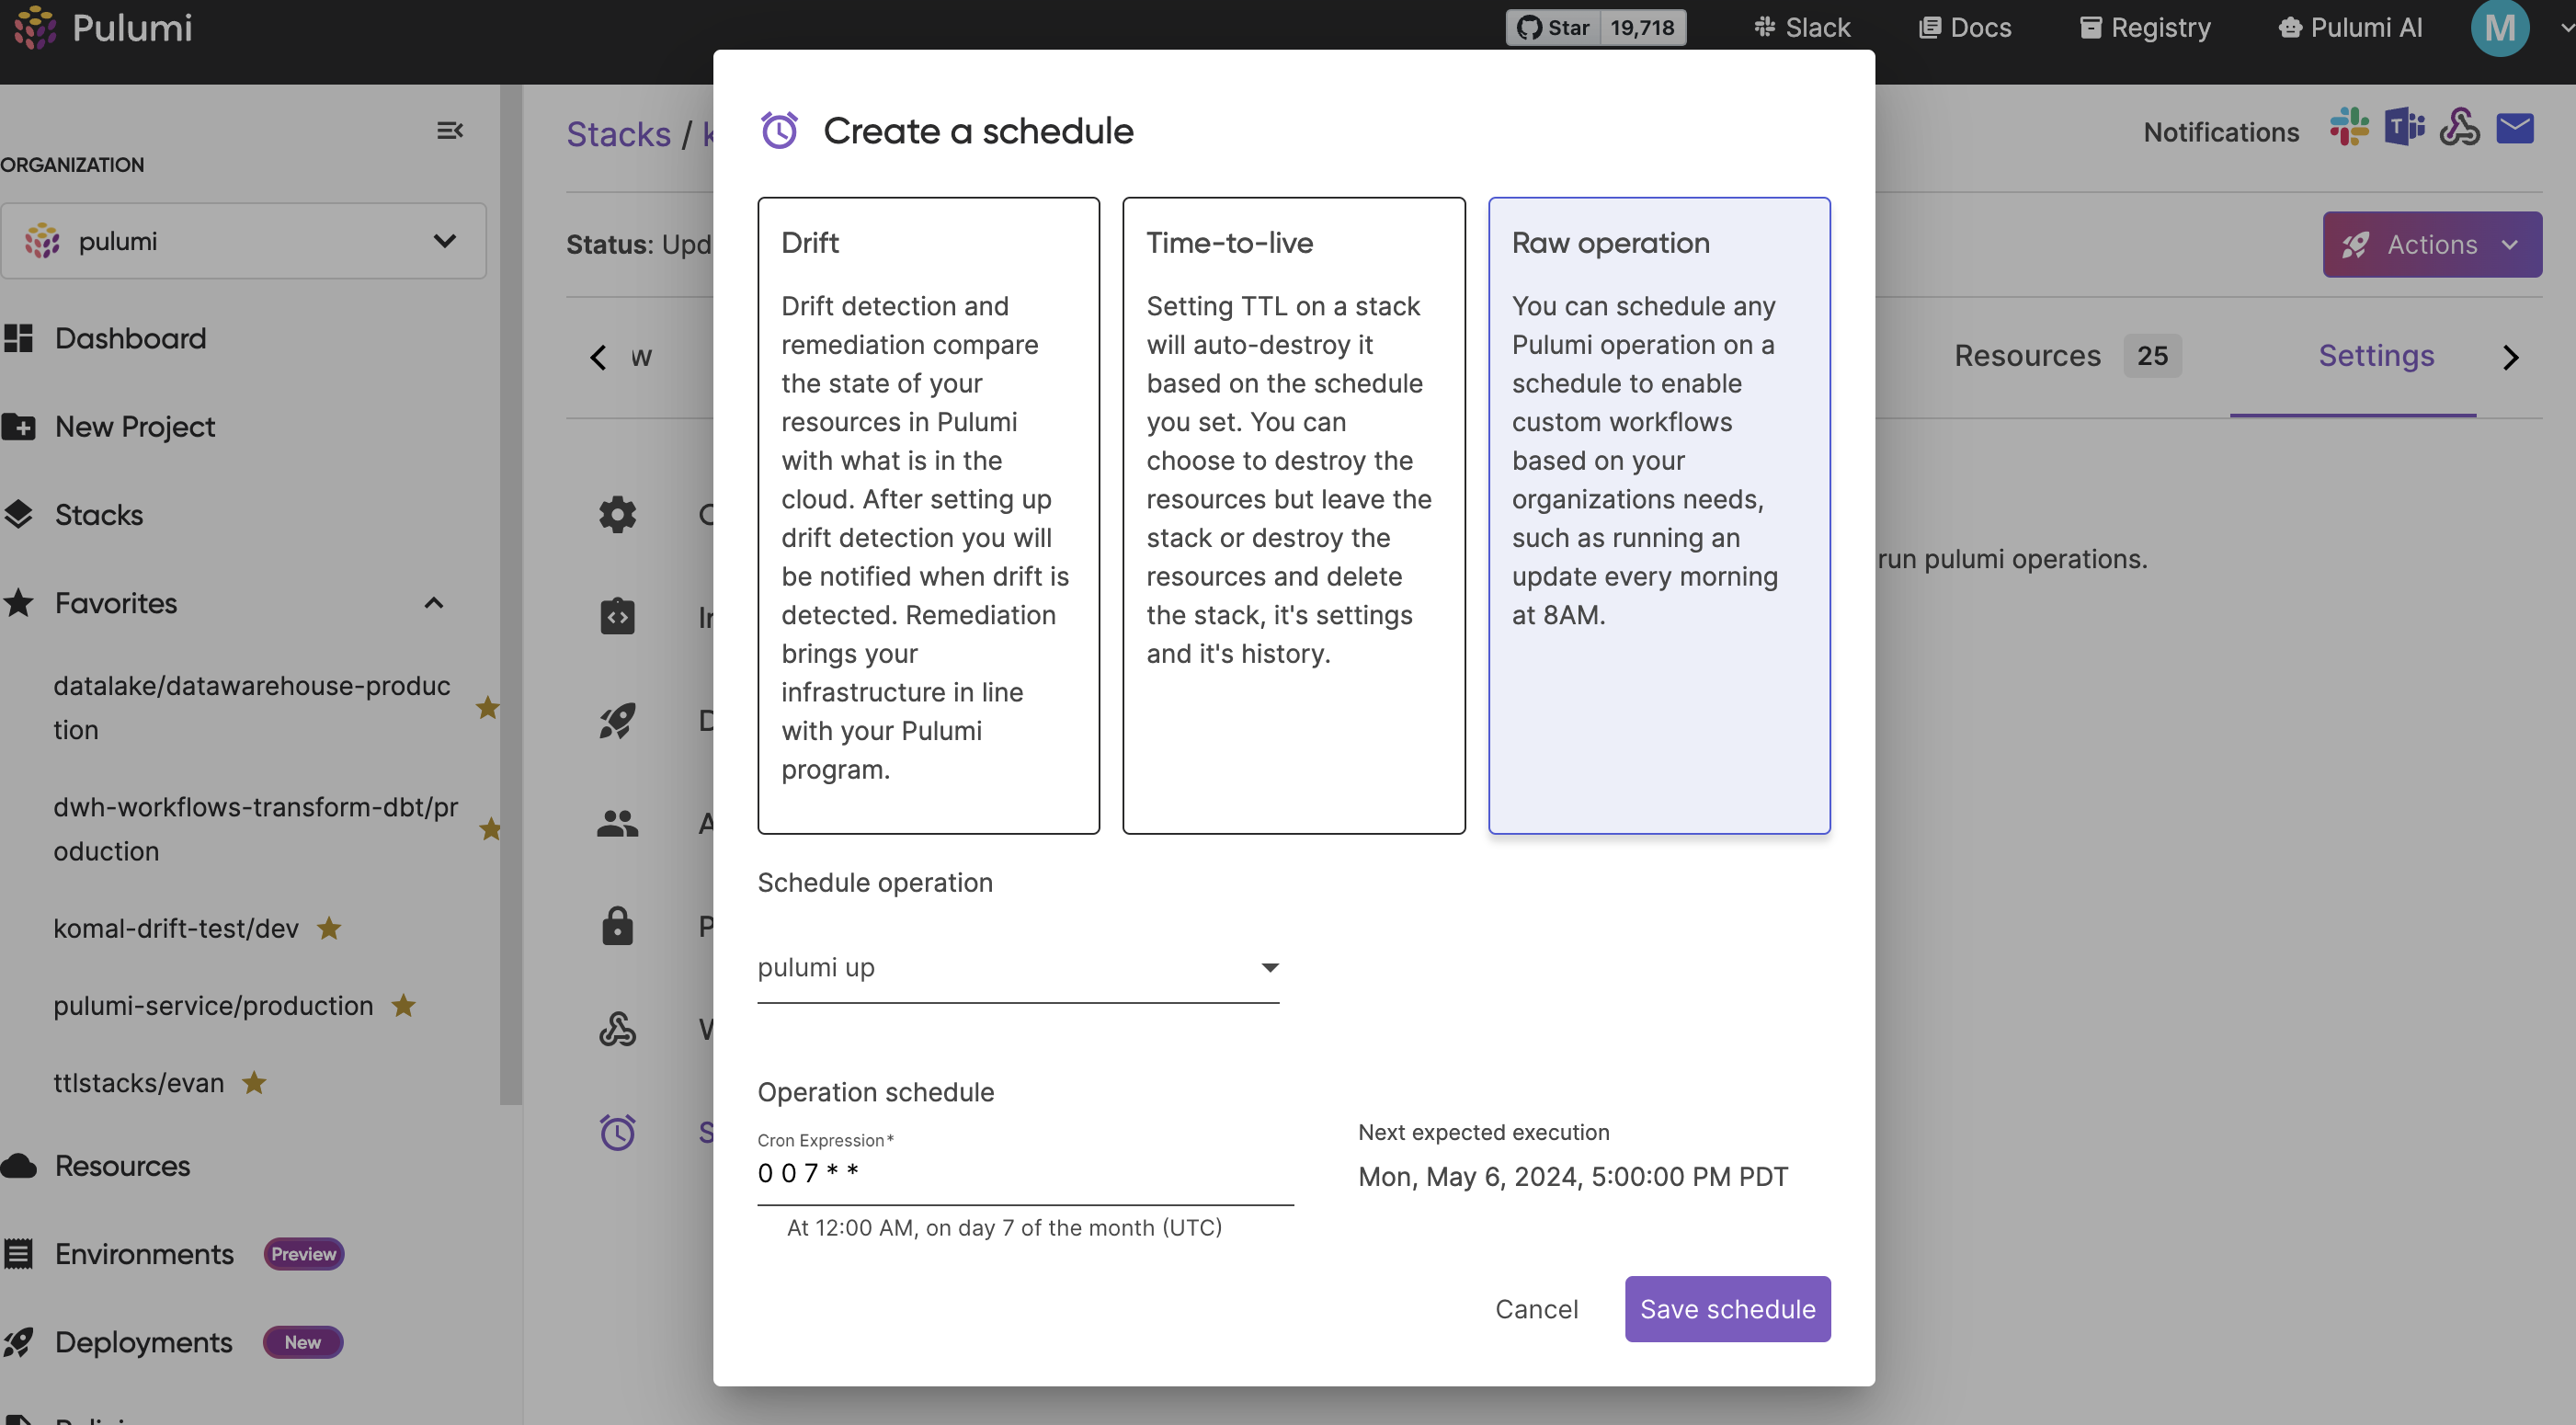 Pulumi
Star 19,718
Slack
Docs
Registry
Pulumi AI
M
ORGANIZATION
pulumi
Dashboard
New Project
Stacks
Favorites
datalake/datawarehouse-produc
tion
dwh-workflows-transform-dbt/pr
oduction
komal-drift-test/dev
pulumi-service/production
ttlstacks/evan
Resources
Environments Preview
Deployments New
Stacks /
Notifications
Status: Upd
Actions
w
Resources 25
Settings
run pulumi operations.
Create a schedule
Drift
Drift detection and
remediation compare
the state of your
resources in Pulumi
with what is in the
cloud. After setting up
drift detection you will
be notified when drift is
detected. Remediation
brings your
infrastructure in line
with your Pulumi
program.
Time-to-live
Setting TTL on a stack
will auto-destroy it
based on the schedule
you set. You can
choose to destroy the
resources but leave the
stack or destroy the
resources and delete
the stack, it's settings
and it's history.
Raw operation
You can schedule any
Pulumi operation on a
schedule to enable
custom workflows
based on your
organizations needs,
such as running an
update every morning
at 8AM.
Schedule operation
pulumi up
Operation schedule
Cron Expression*
0 0 7 * *
At 12:00 AM, on day 7 of the month (UTC)
Next expected execution
Mon, May 6, 2024, 5:00:00 PM PDT
Cancel
Save schedule